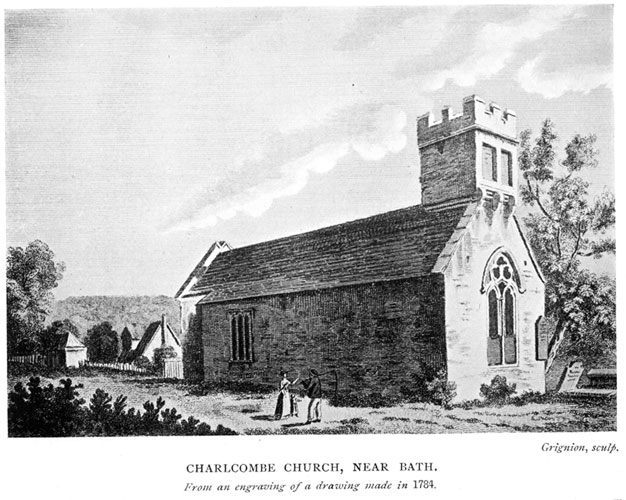 Grignion, sculp.
CHARLCOMBE CHURCH, NEAR BATH.
From an engraving of a drawing made in 1784.